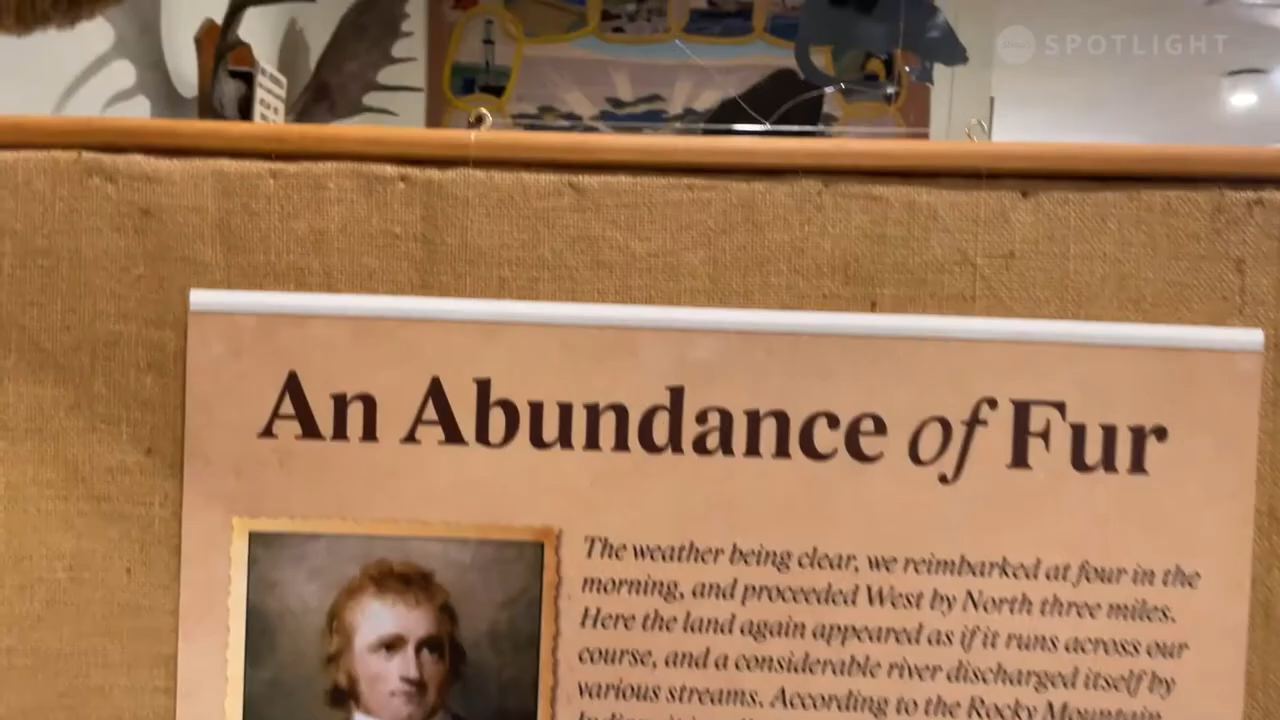 SPOTLIGHT
An Abundance of Fur
The weather being clear, we reimbarked at four in the
morning, and proceeded West by North three miles.
Here the land again appeared as if it runs across our
course, and a considerable river discharged itself by
various streams. According to the Rocky Mountain